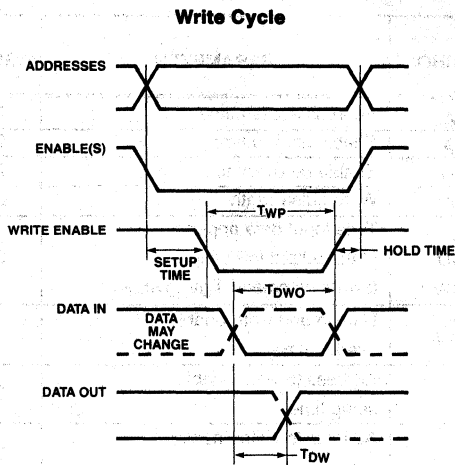 Write Cycle
ADDRESSES
ENABLE(S)
TWP
WRITE ENABLE
SETUP
TIME
HOLD TIME
TDWO
DATA IN
DATA
MAY
CHANGE
DATA OUT
TDW